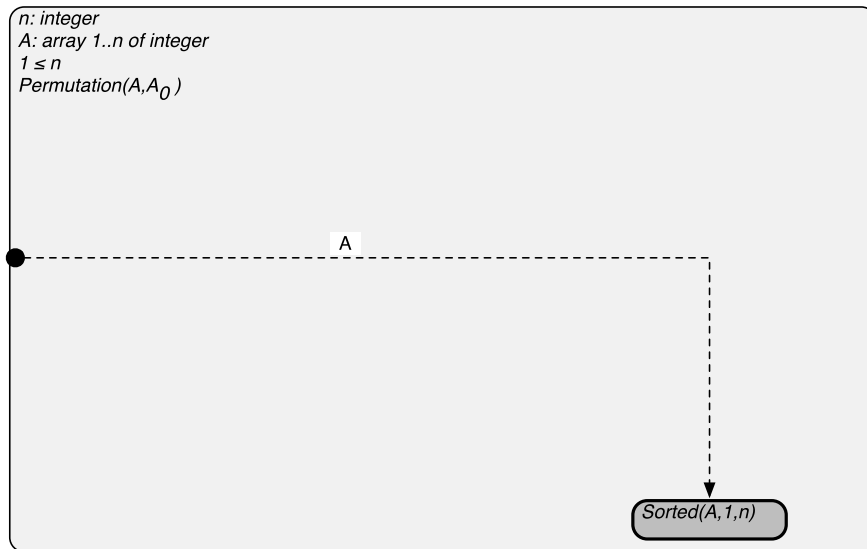 n: integer
A: array 1..n of integer
1 ≤ n
Permutation(A,A0 )
A
Sorted(A,1,n)